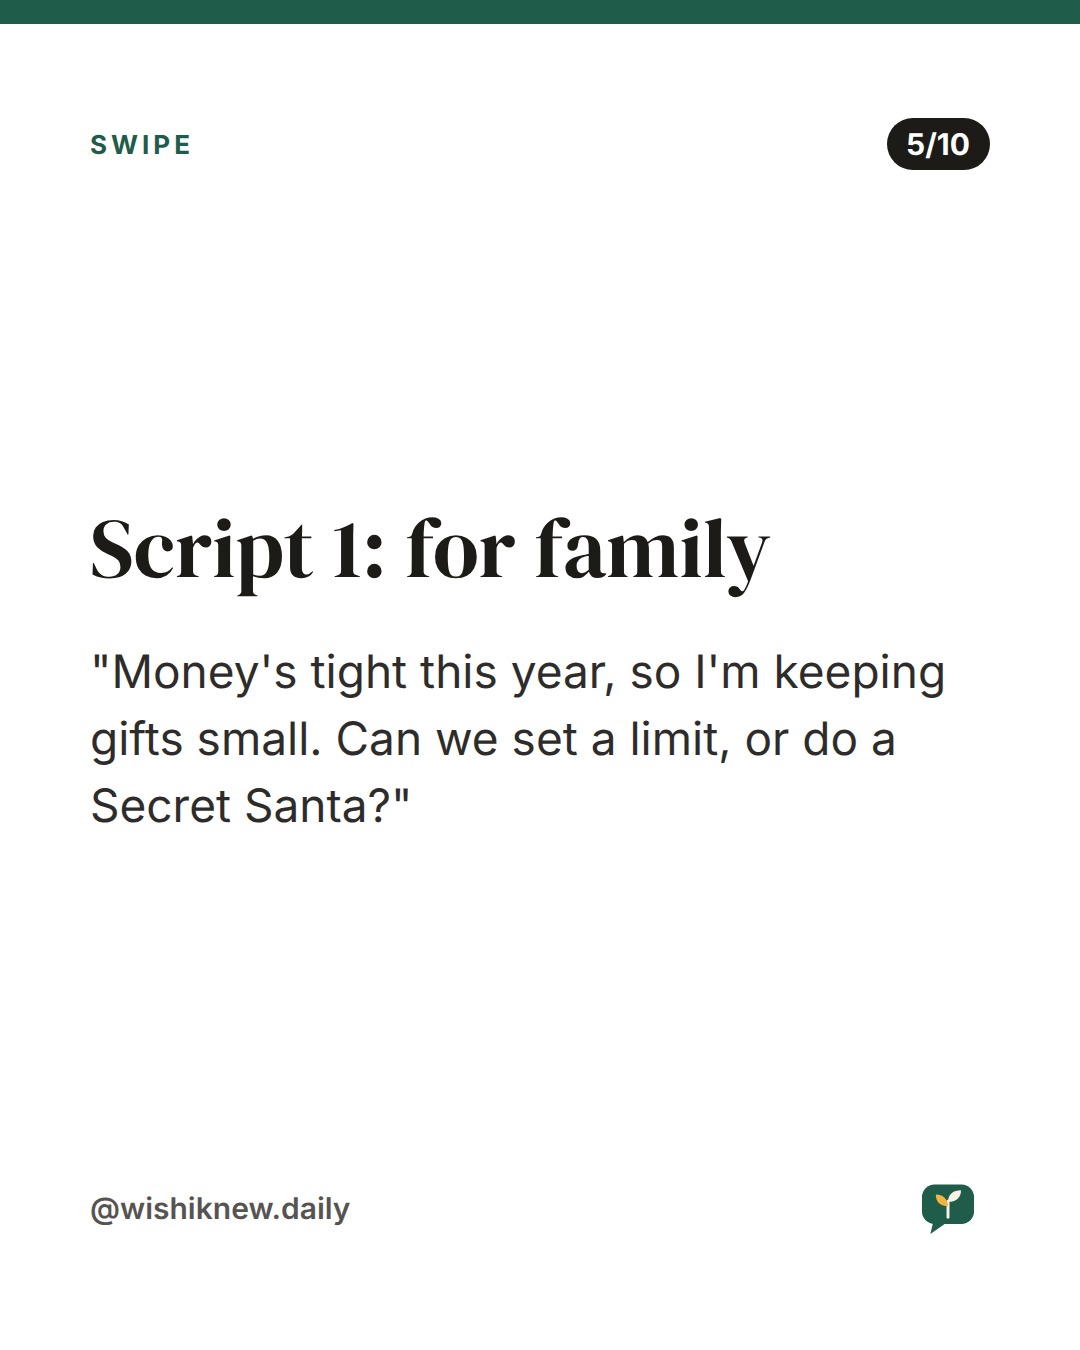 SWIPE
5/10
Script 1: for family
"Money's tight this year, so I'm keeping
gifts small. Can we set a limit, or do a
Secret Santa?"
@wishiknew.daily